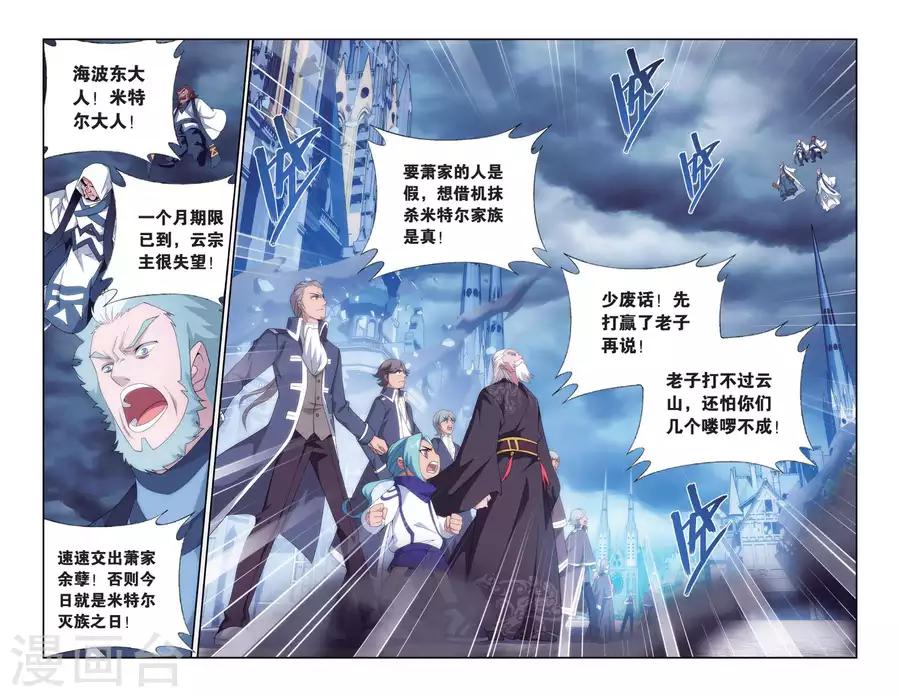 海波东大
人！米特
尔大人！
一个月期限
已到，云宗
主很失望！
速速交出萧家
余孽！否则今
日就是米特尔
灭族之日！
要萧家的人是
假，想借机抹
杀米特尔家族
是真！
少废话！先
打赢了老子
再说！
老子打不过云
山，还怕你们
几个喽啰不成！
漫画台